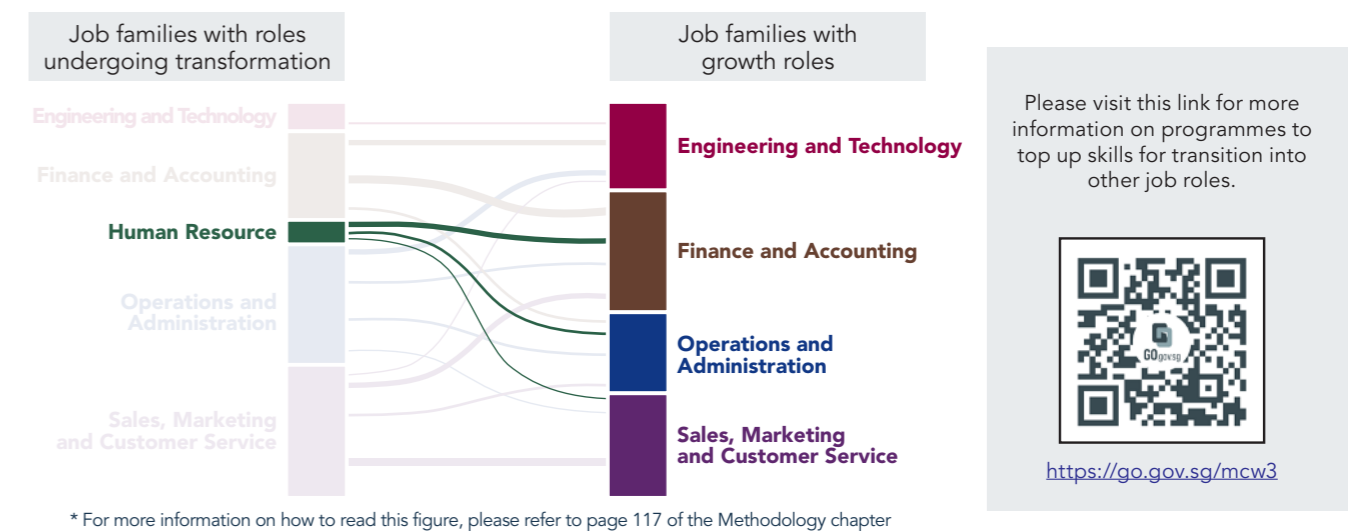 Job families with roles
undergoing transformation
Job families with
growth roles
Engineering and Technology
Finance and Accounting
Human Resource
Operations and
Administration
Sales, Marketing
and Customer Service
Engineering and Technology
Finance and Accounting
Operations and
Administration
Sales, Marketing
and Customer Service
Please visit this link for more
information on programmes to
top up skills for transition into
other job roles.
GOgov.sg
https://go.gov.sg/mcw3
* For more information on how to read this figure, please refer to page 117 of the Methodology chapter